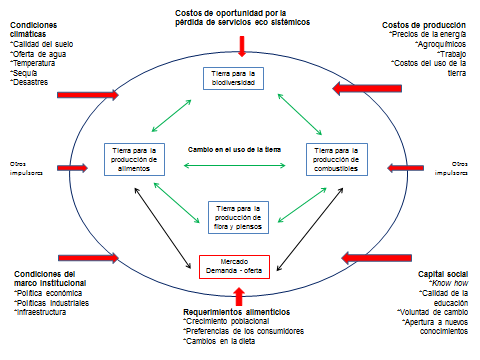 Costos de oportunidad por la
pérdida de servicios eco sistémicos
Condiciones
climáticas
*Calidad del suelo
*Oferta de agua
*Temperatura
*Sequía
*Desastres
Costos de producción
*Precios de la energía
*Agroquímicos
*Trabajo
*Costos del uso de la
tierra
Tierra para la
biodiversidad
Otros
impulsores
Tierra para la
producción de
alimentos
Cambio en el uso de la tierra
Tierra para la
producción de
combustibles
Otros
impulsores
Tierra para la
producción de
fibra y piensos
Mercado
Demanda - oferta
Condiciones del
marco institucional
*Política económica
*Políticas industriales
*Infraestructura
Requerimientos alimenticios
*Crecimiento poblacional
*Preferencias de los consumidores
*Cambios en la dieta
Capital social
*Know how
*Calidad de la
educación
*Voluntad de cambio
*Apertura a nuevos
conocimientos